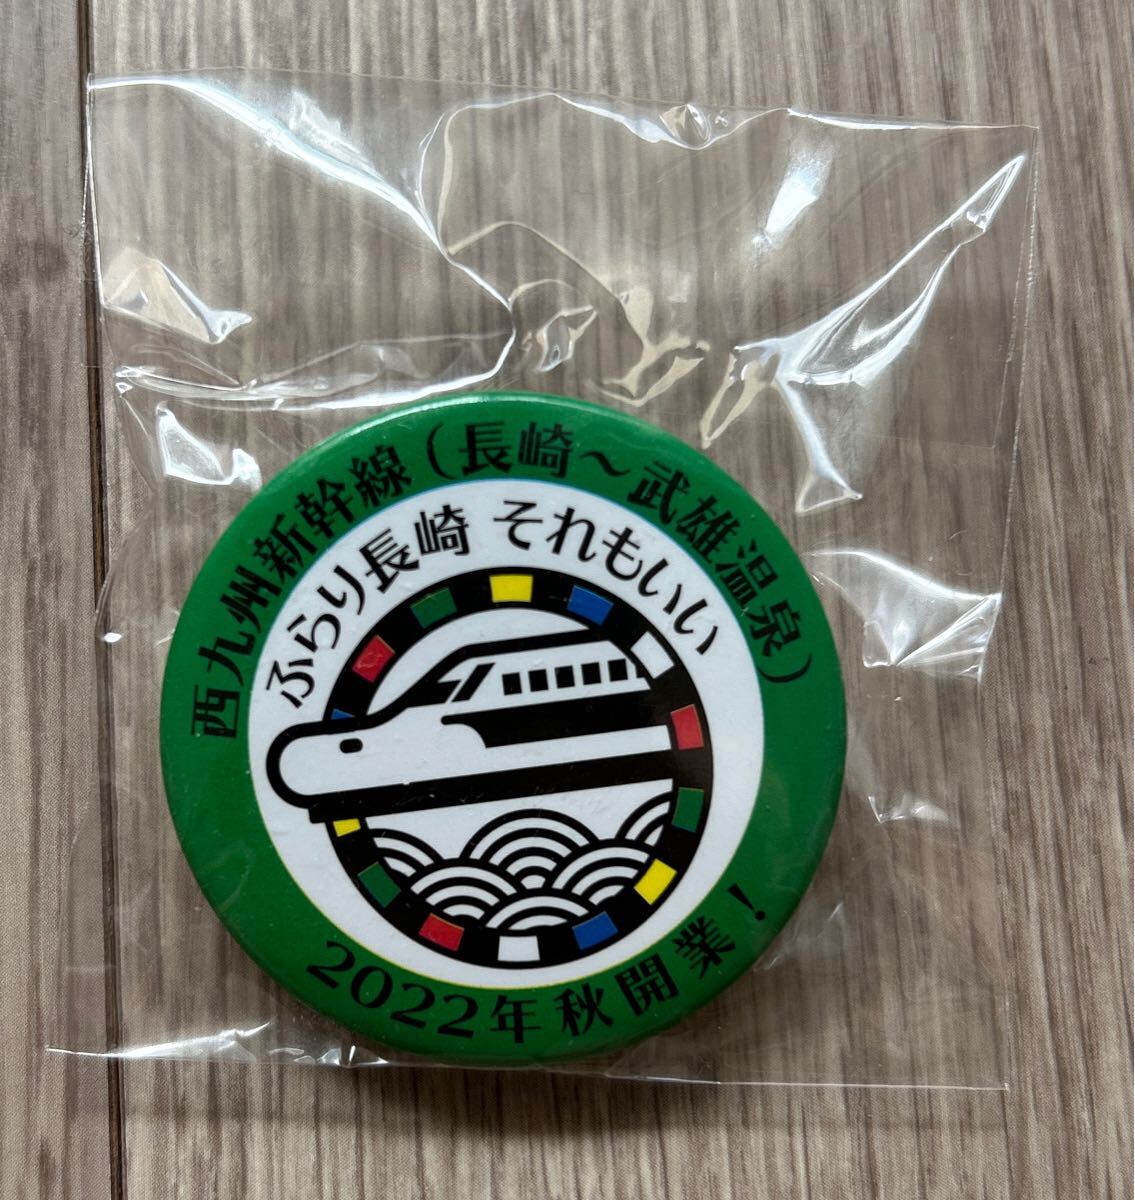 西九州新幹線（長崎～武雄温泉）
ふらり長崎 それもいい
2022年秋開業！